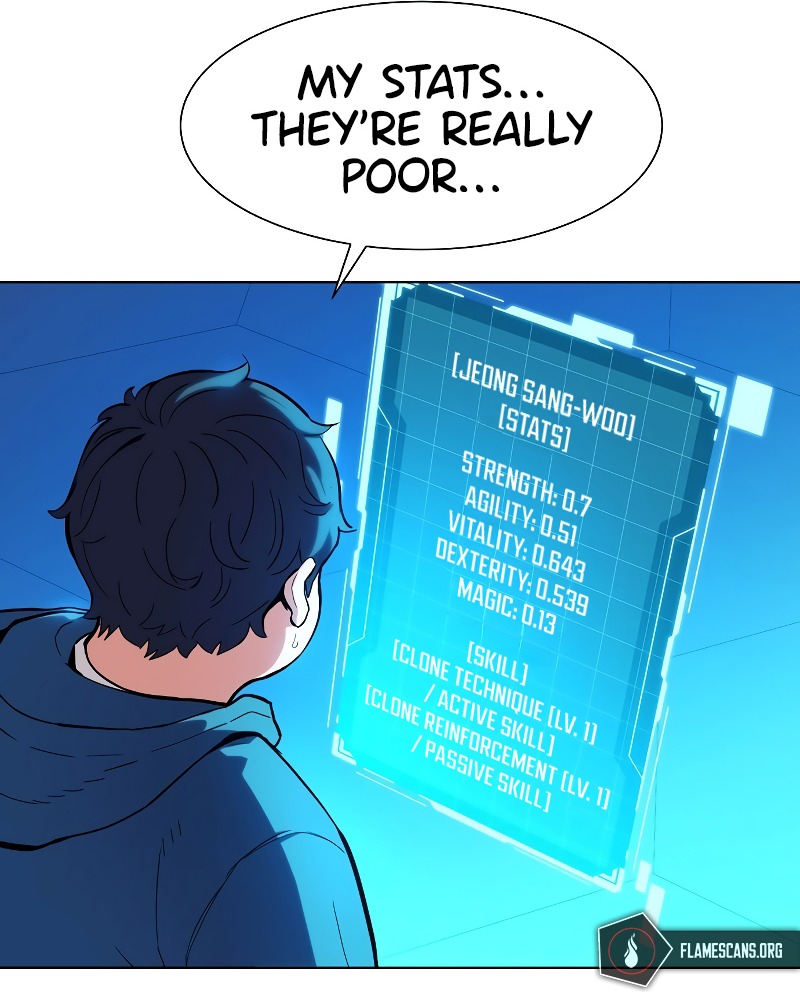 MY STATS...
THEY'RE REALLY
POOR...
[JEONG SANG-WOO]
[STATS]
STRENGTH: 0.7
AGILITY: 0.51
VITALITY: 0.643
DEXTERITY: 0.539
MAGIC: 0.13
[SKILL]
[CLONE TECHNIQUE [LV. 1]
/ ACTIVE SKILL]
[CLONE REINFORCEMENT [LV. 1]
/ PASSIVE SKILL]
FLAMESCANS.ORG